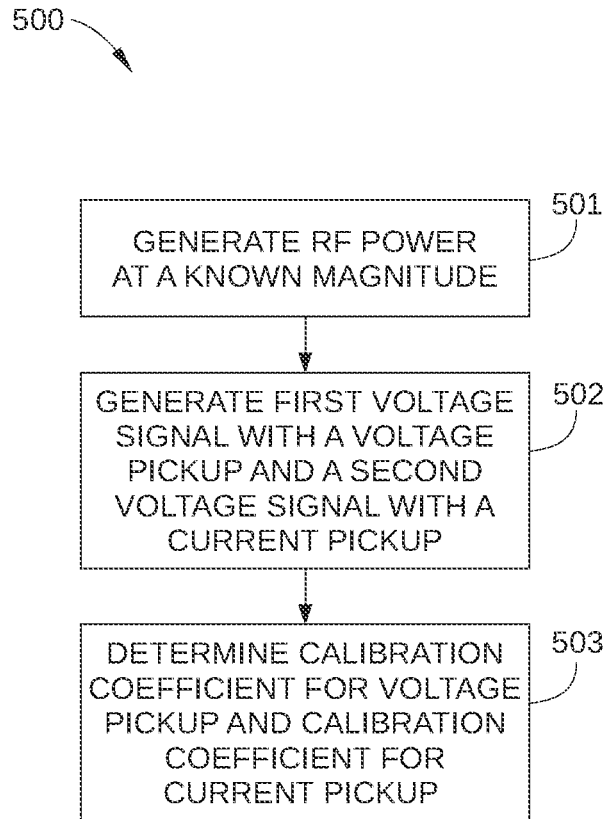 500
501
GENERATE RF POWER
AT A KNOWN MAGNITUDE
502
GENERATE FIRST VOLTAGE
SIGNAL WITH A VOLTAGE
PICKUP AND A SECOND
VOLTAGE SIGNAL WITH A
CURRENT PICKUP
503
DETERMINE CALIBRATION
COEFFICIENT FOR VOLTAGE
PICKUP AND CALIBRATION
COEFFICIENT FOR
CURRENT PICKUP